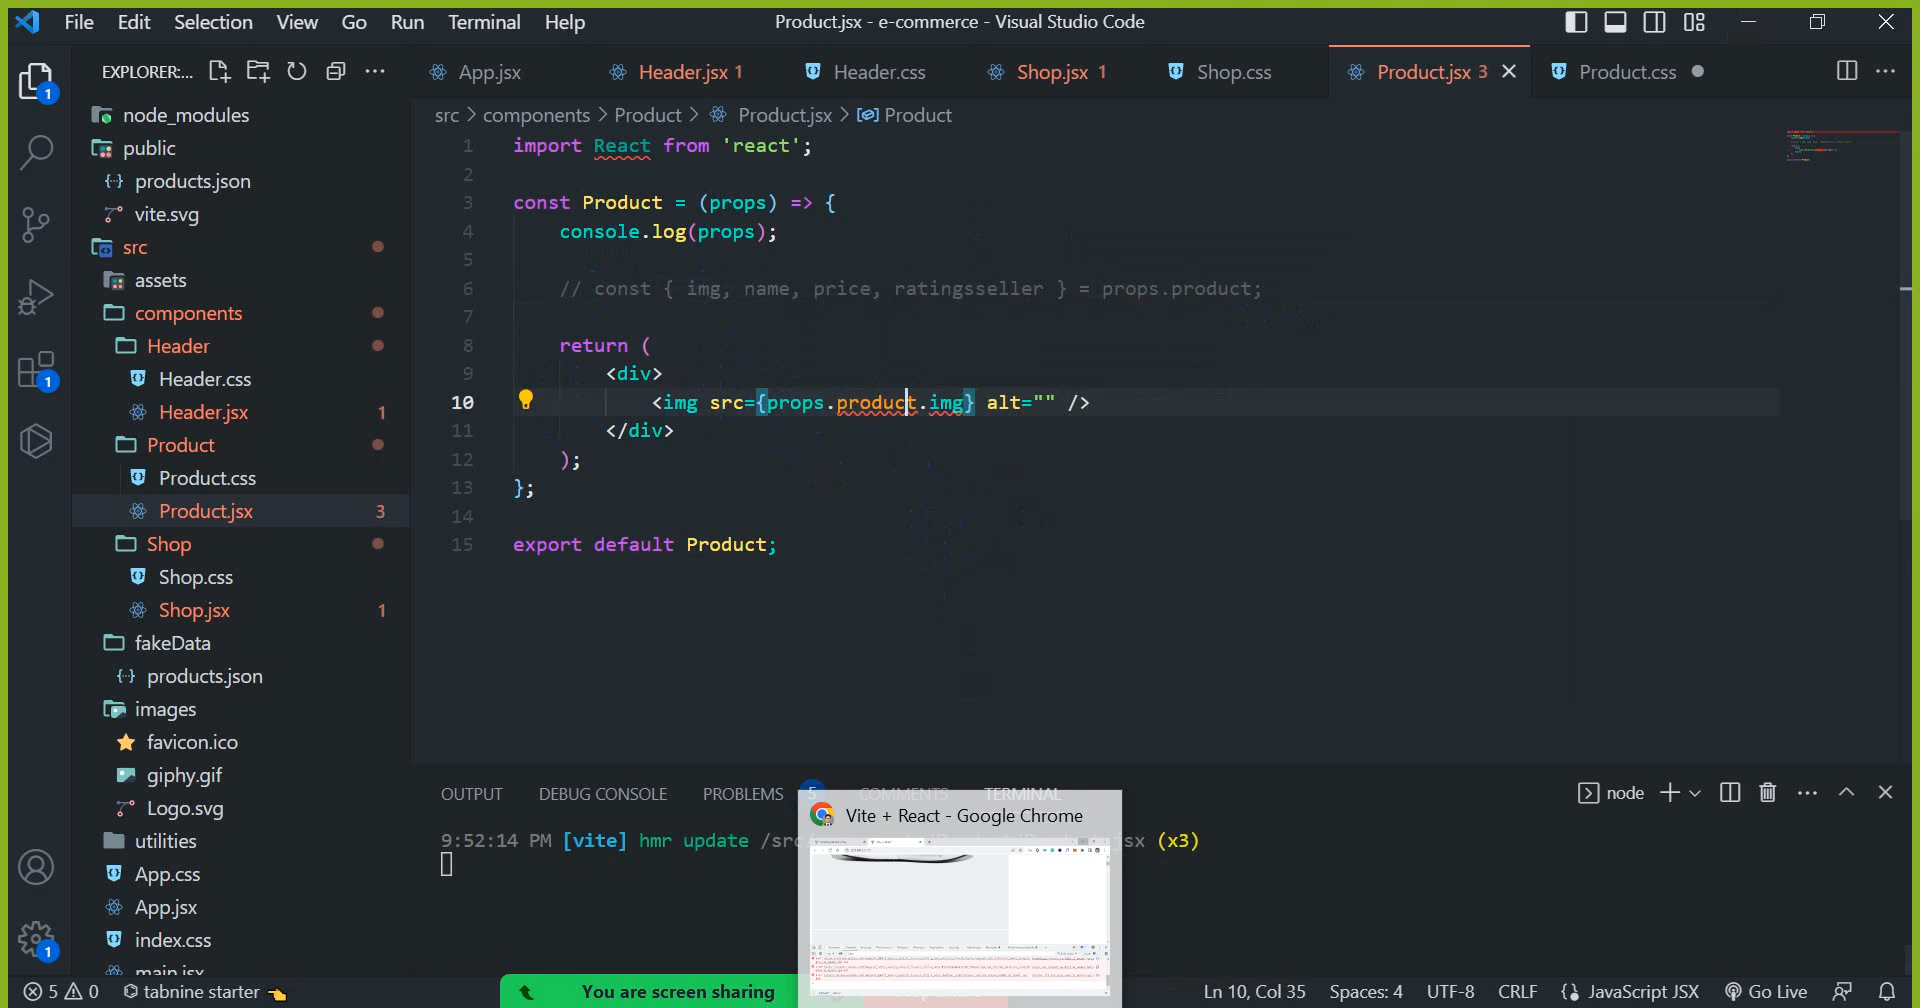 File Edit Selection View Go Run Terminal Help
Product.jsx - e-commerce - Visual Studio Code
EXPLORER:...
App.jsx
Header.jsx 1
Header.css
Shop.jsx 1
Shop.css
Product.jsx 3
Product.css
src > components > Product > Product.jsx > Product
1
node_modules
public
products.json
vite.svg
src
assets
components
Header
Header.css
Header.jsx 1
Product
Product.css
Product.jsx 3
Shop
Shop.css
Shop.jsx 1
fakeData
products.json
images
favicon.ico
giphy.gif
Logo.svg
utilities
App.css
App.jsx
index.css
main.jsx
1
1
1 import React from 'react';
2
3 const Product = (props) => {
4 console.log(props);
5
6 // const { img, name, price, ratingsseller } = props.product;
7
8 return (
9 <div>
10 <img src={props.product.img} alt="" />
11 </div>
12 );
13 };
14
15 export default Product;
OUTPUT DEBUG CONSOLE PROBLEMS 5 COMMENTS TERMINAL
node
9:52:14 PM [vite] hmr update /src jsx (x3)
Vite + React - Google Chrome
5 0 tabnine starter
You are screen sharing
Ln 10, Col 35 Spaces: 4 UTF-8 CRLF JavaScript JSX Go Live